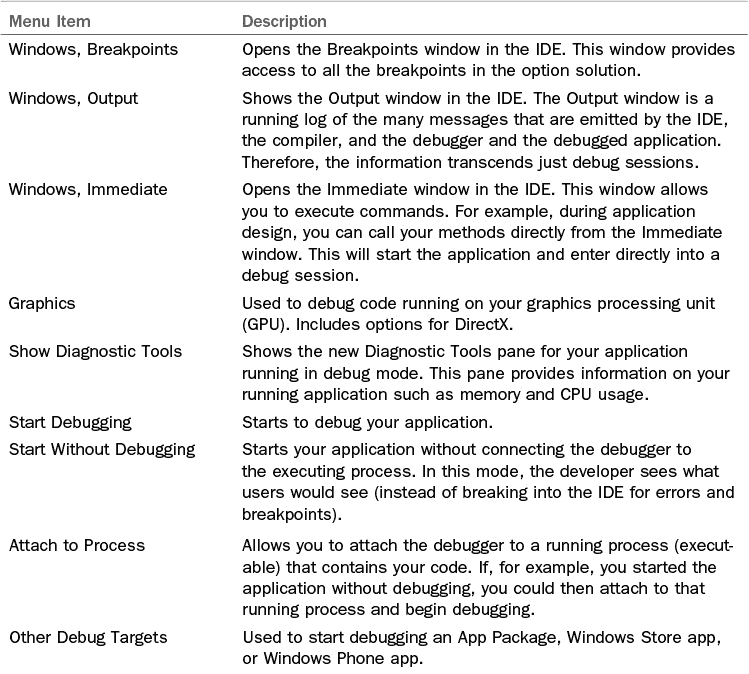 Menu Item Description
Windows, Breakpoints Opens the Breakpoints window in the IDE. This window provides
access to all the breakpoints in the option solution.
Windows, Output Shows the Output window in the IDE. The Output window is a
running log of the many messages that are emitted by the IDE,
the compiler, and the debugger and the debugged application.
Therefore, the information transcends just debug sessions.
Windows, Immediate Opens the Immediate window in the IDE. This window allows
you to execute commands. For example, during application
design, you can call your methods directly from the Immediate
window. This will start the application and enter directly into a
debug session.
Graphics Used to debug code running on your graphics processing unit
(GPU). Includes options for DirectX.
Show Diagnostic Tools Shows the new Diagnostic Tools pane for your application
running in debug mode. This pane provides information on your
running application such as memory and CPU usage.
Start Debugging Starts to debug your application.
Start Without Debugging Starts your application without connecting the debugger to
the executing process. In this mode, the developer sees what
users would see (instead of breaking into the IDE for errors and
breakpoints).
Attach to Process Allows you to attach the debugger to a running process (execut-
able) that contains your code. If, for example, you started the
application without debugging, you could then attach to that
running process and begin debugging.
Other Debug Targets Used to start debugging an App Package, Windows Store app,
or Windows Phone app.